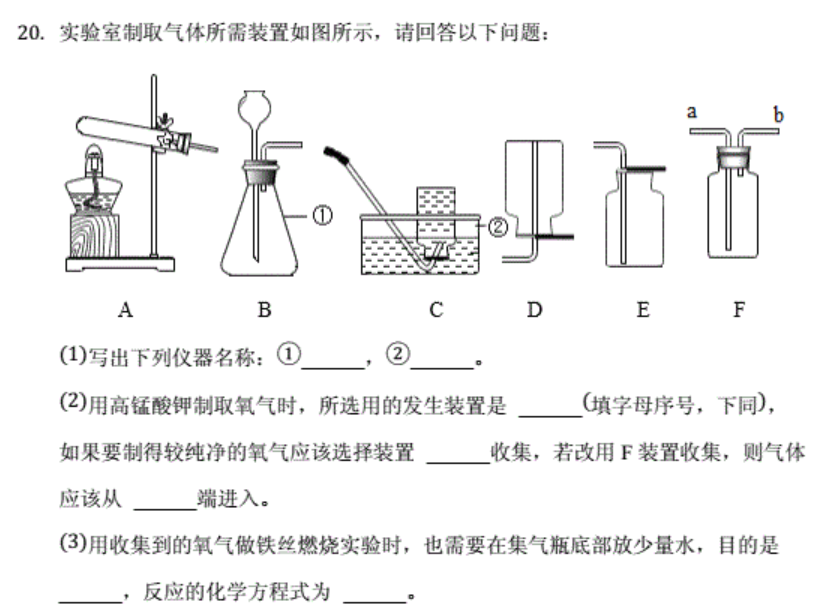 20. 实验室制取气体所需装置如图所示，请回答以下问题：
a b
①
②
A B C D E F
(1)写出下列仪器名称：①______，②______。
(2)用高锰酸钾制取氧气时，所选用的发生装置是 ______(填字母序号，下同)，
如果要制得较纯净的氧气应该选择装置 ______收集，若改用 F 装置收集，则气体
应该从 ______端进入。
(3)用收集到的氧气做铁丝燃烧实验时，也需要在集气瓶底部放少量水，目的是
______，反应的化学方程式为 ______。